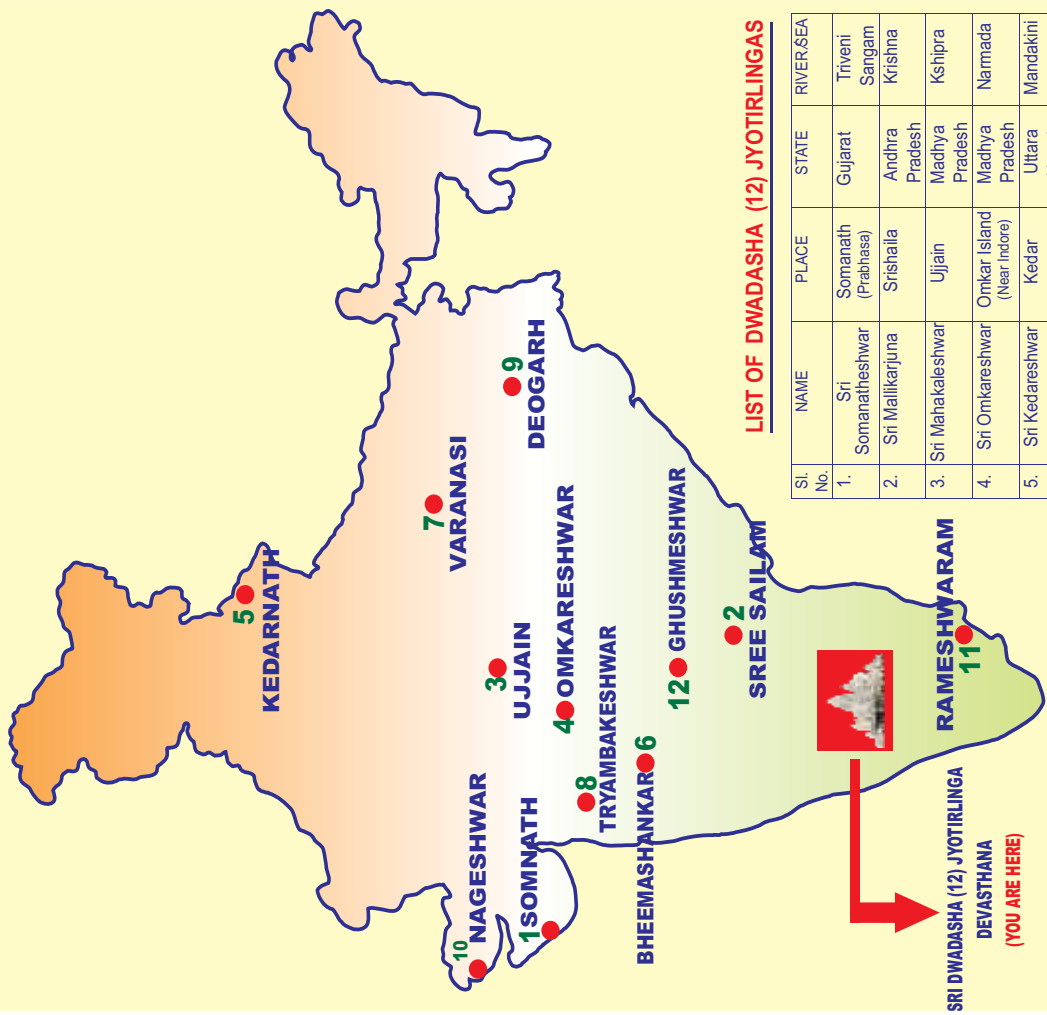 5
KEDARNATH
7
VARANASI
9
DEOGARH
3
UJJAIN
4 OMKARESHWAR
10
NAGESHWAR
1 SOMNATH
8
TRYAMBAKESHWAR
BHEEMASHANKAR 6
12 GHUSHMESHWAR
2
SREE SAILAM
RAMESHWARAM
11
SRI DWADASHA (12) JYOTIRLINGA
DEVASTHANA
(YOU ARE HERE)
LIST OF DWADASHA (12) JYOTIRLINGAS
Sl. No. NAME PLACE STATE RIVER/SEA
1. Sri Somanatheshwar Somanath (Prabhasa) Gujarat Triveni Sangam
2. Sri Mallikarjuna Srishaila Andhra Pradesh Krishna
3. Sri Mahakaleshwar Ujjain Madhya Pradesh Kshipra
4. Sri Omkareshwar Omkar Island (Near Indore) Madhya Pradesh Narmada
5. Sri Kedareshwar Kedar Uttara Mandakini